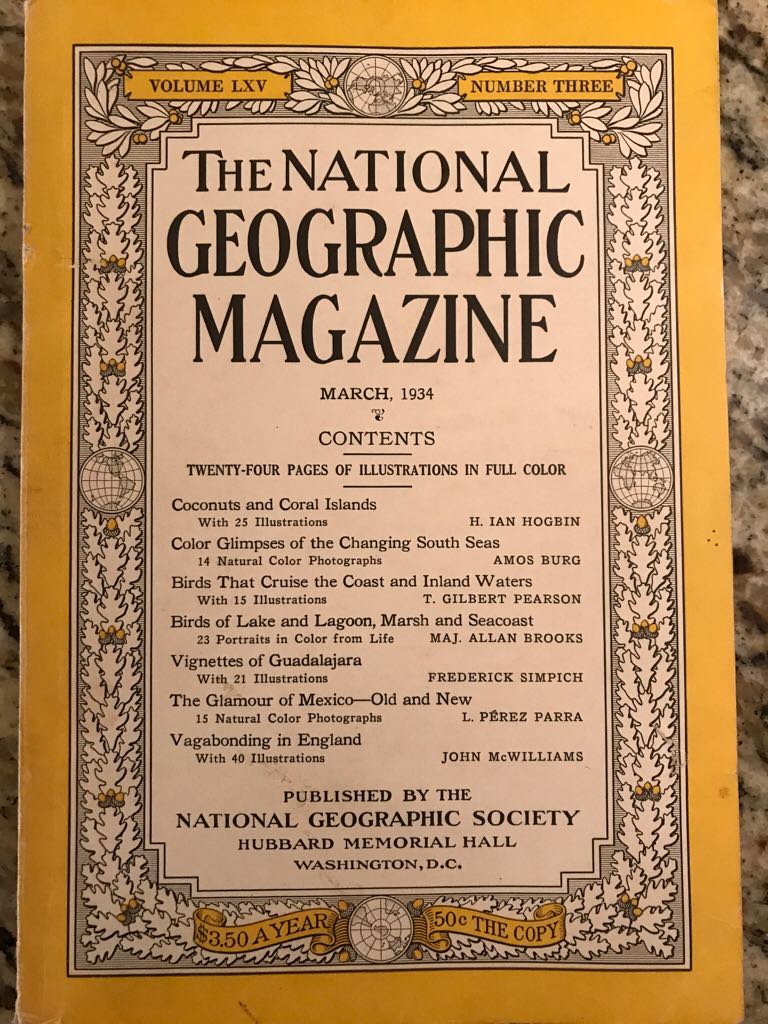 VOLUME LXV NUMBER THREE
THE NATIONAL
GEOGRAPHIC
MAGAZINE
MARCH, 1934
CONTENTS
TWENTY-FOUR PAGES OF ILLUSTRATIONS IN FULL COLOR
Coconuts and Coral Islands
With 25 Illustrations H. IAN HOGBIN
Color Glimpses of the Changing South Seas
14 Natural Color Photographs AMOS BURG
Birds That Cruise the Coast and Inland Waters
With 15 Illustrations T. GILBERT PEARSON
Birds of Lake and Lagoon, Marsh and Seacoast
23 Portraits in Color from Life MAJ. ALLAN BROOKS
Vignettes of Guadalajara
With 21 Illustrations FREDERICK SIMPICH
The Glamour of Mexico—Old and New
15 Natural Color Photographs L. PÉREZ PARRA
Vagabonding in England
With 40 Illustrations JOHN McWILLIAMS
PUBLISHED BY THE
NATIONAL GEOGRAPHIC SOCIETY
HUBBARD MEMORIAL HALL
WASHINGTON, D.C.
$3.50 A YEAR 50c THE COPY